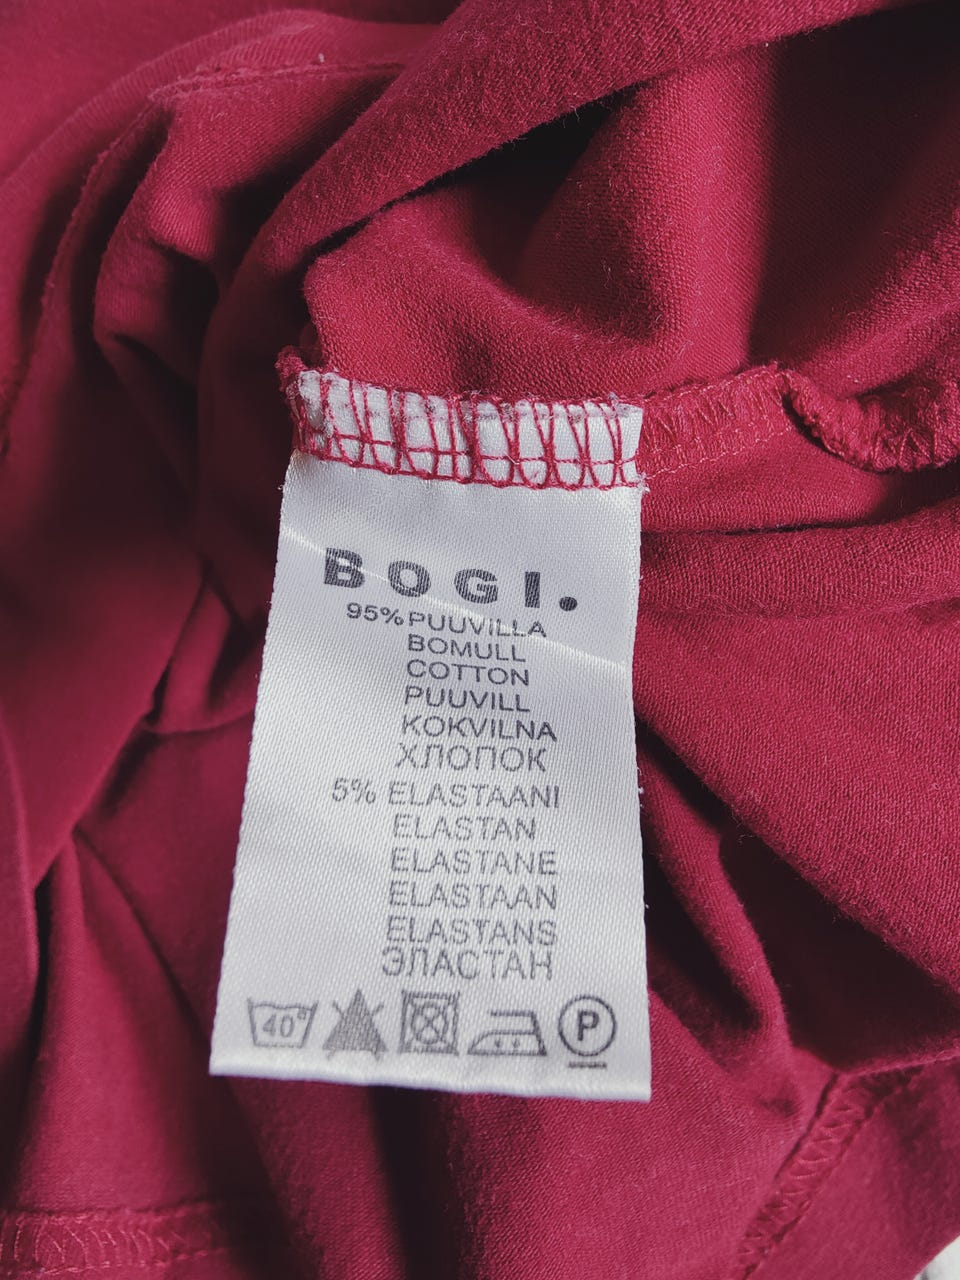 BOGI.
95% PUUVILLA
BOMULL
COTTON
PUUVILL
KOKVILNA
ХЛОПОК
5% ELASTAANI
ELASTAN
ELASTANE
ELASTAAN
ELASTANS
ЭЛАСТАН
40° P